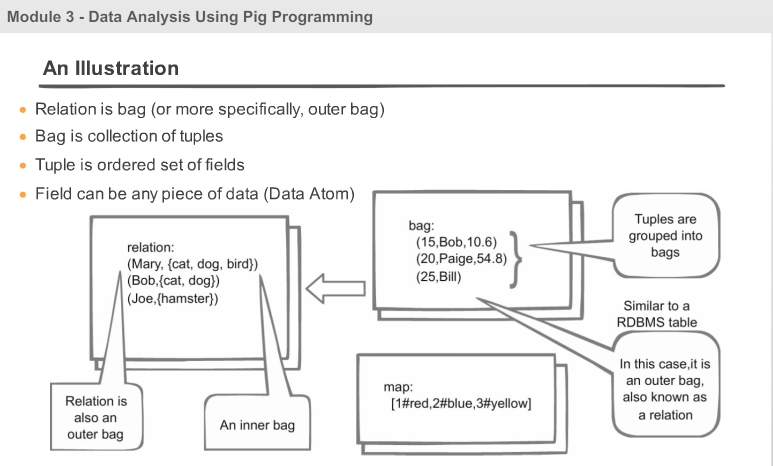 Module 3 - Data Analysis Using Pig Programming
An Illustration
Relation is bag (or more specifically, outer bag)
Bag is collection of tuples
Tuple is ordered set of fields
Field can be any piece of data (Data Atom)
relation:
(Mary, {cat, dog, bird})
(Bob,{cat, dog})
(Joe,{hamster})
Relation is
also an
outer bag
An inner bag
bag:
(15,Bob,10.6)
(20,Paige,54.8)
(25,Bill)
Tuples are
grouped into
bags
Similar to a
RDBMS table
In this case,it is
an outer bag,
also known as
a relation
map:
[1#red,2#blue,3#yellow]